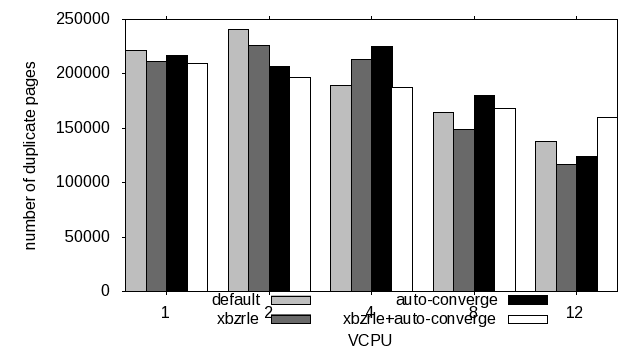 250000
200000
150000
100000
50000
0
number of duplicate pages
1 2 4 8 12
default auto-converge
xbzrle xbzrle+auto-converge
VCPU